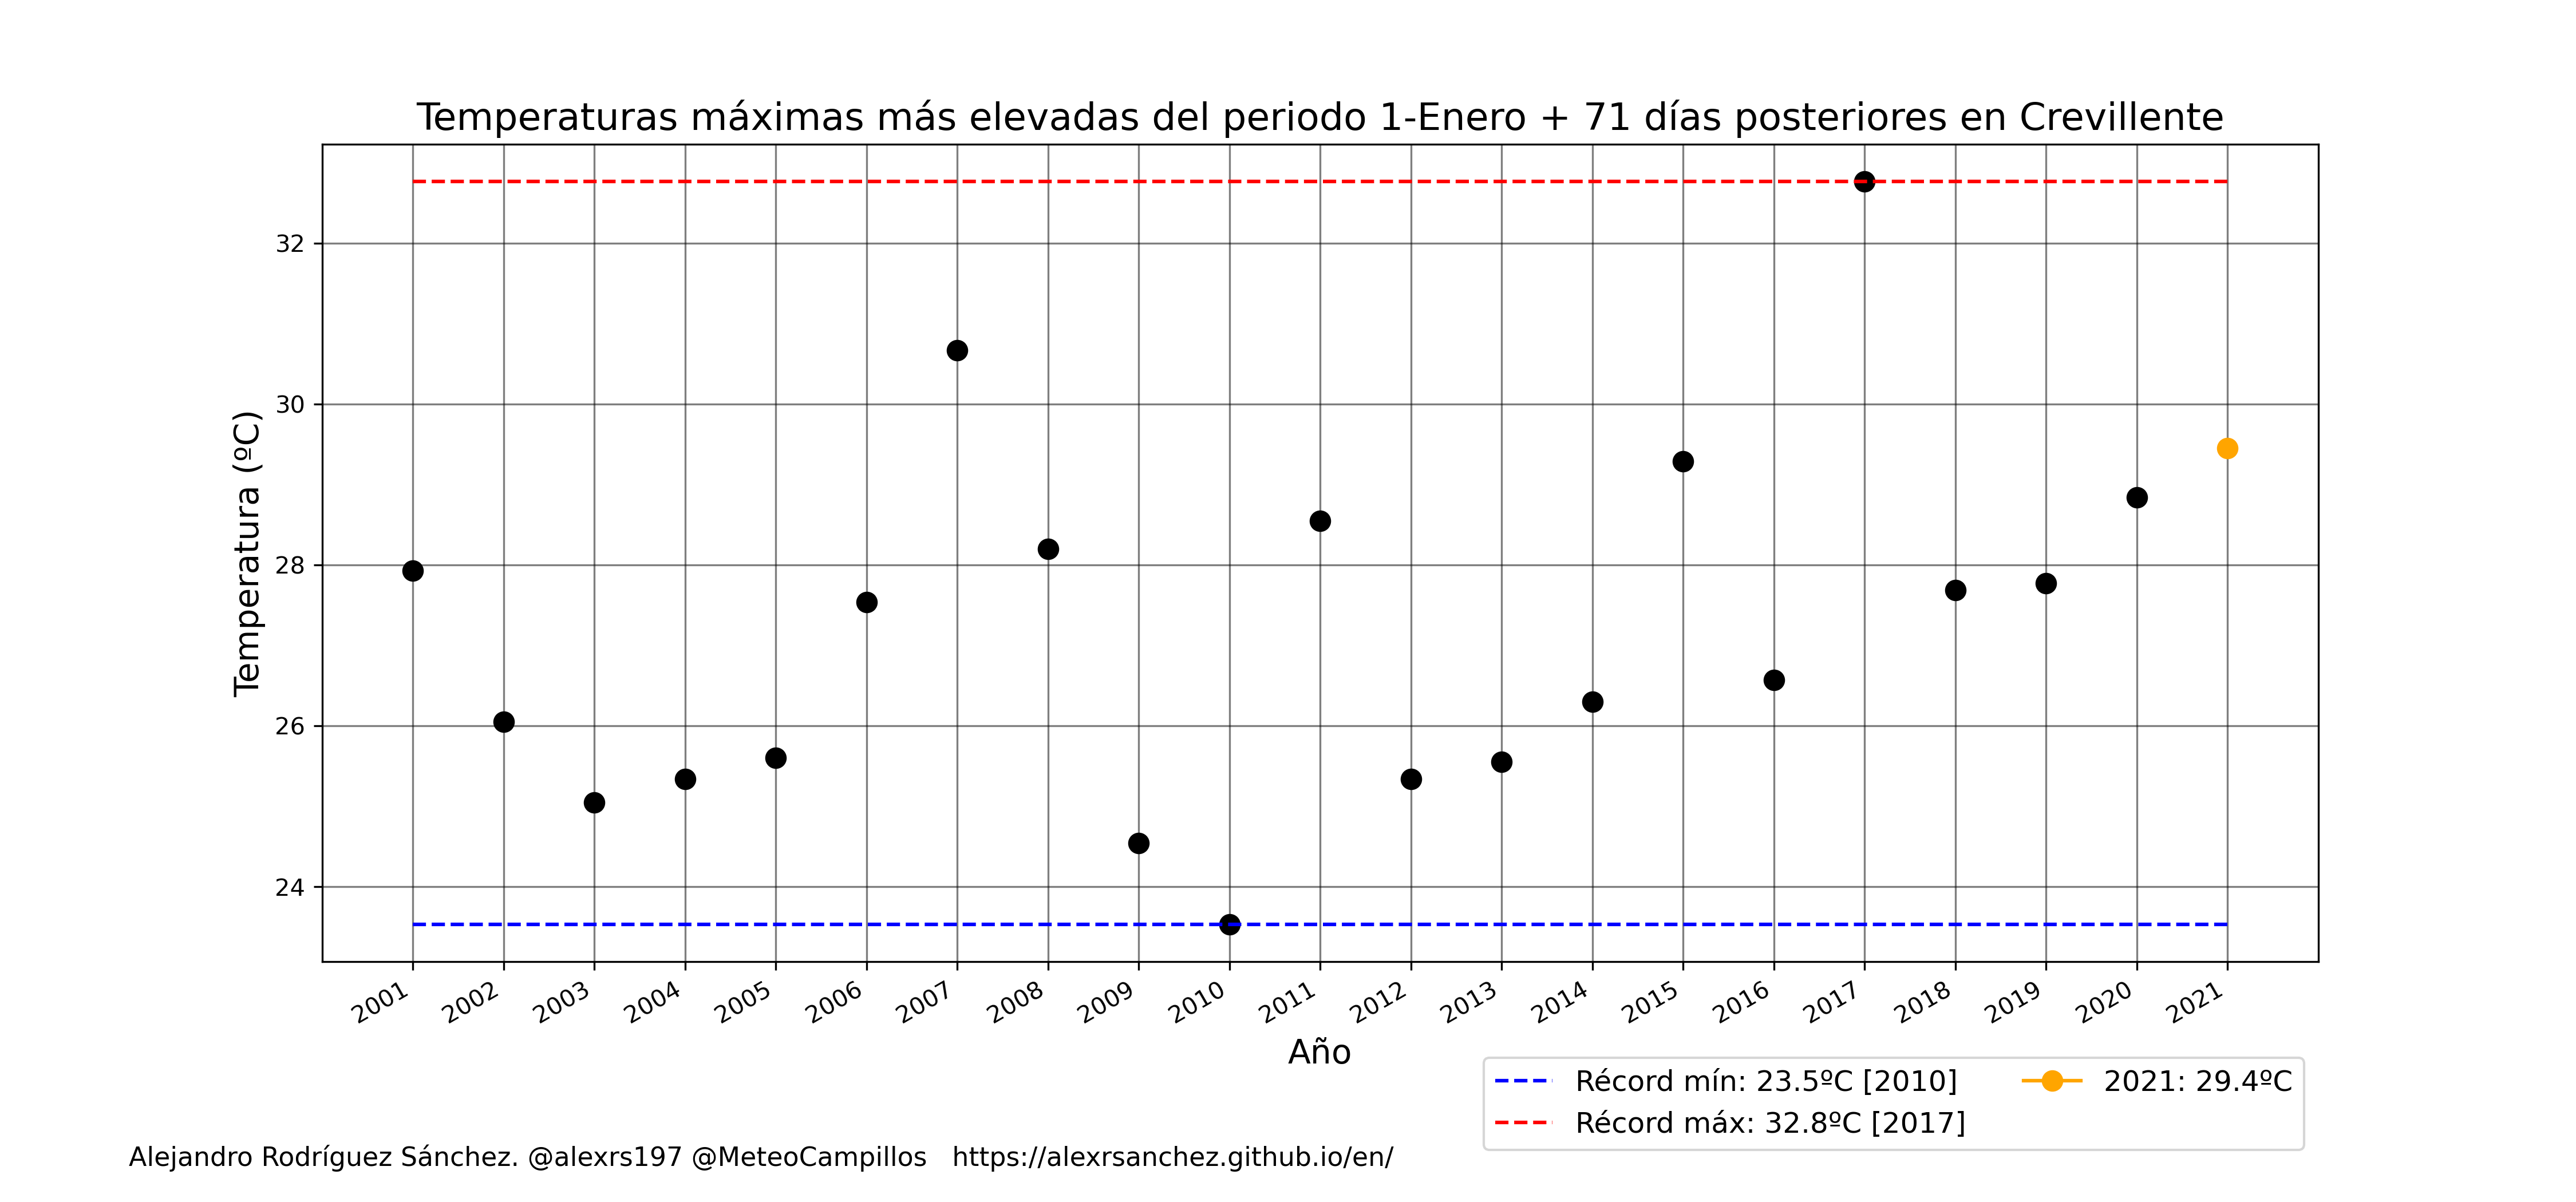 Temperaturas máximas más elevadas del periodo 1-Enero + 71 días posteriores en Crevillente
Temperatura (ºC)
32
30
28
26
24
2001 2002 2003 2004 2005 2006 2007 2008 2009 2010 2011 2012 2013 2014 2015 2016 2017 2018 2019 2020 2021
Año
Récord mín: 23.5ºC [2010]
Récord máx: 32.8ºC [2017]
2021: 29.4ºC
Alejandro Rodríguez Sánchez. @alexrs197 @MeteoCampillos https://alexrsanchez.github.io/en/